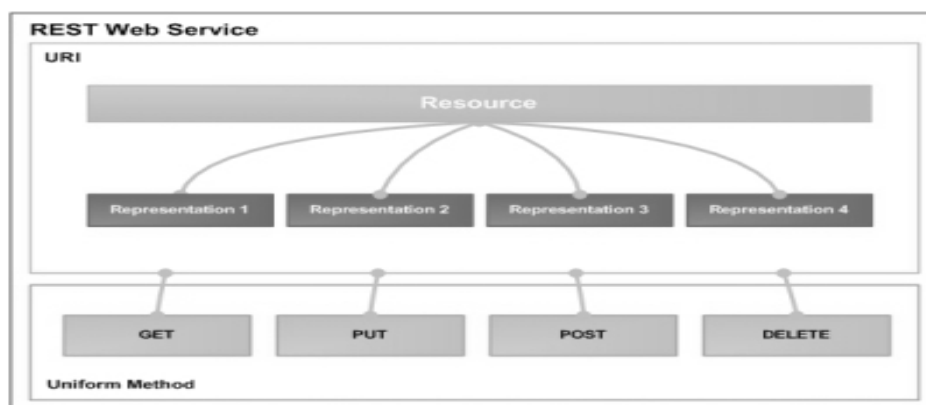 REST Web Service
URI
Resource
Representation 1 Representation 2 Representation 3 Representation 4
GET PUT POST DELETE
Uniform Method